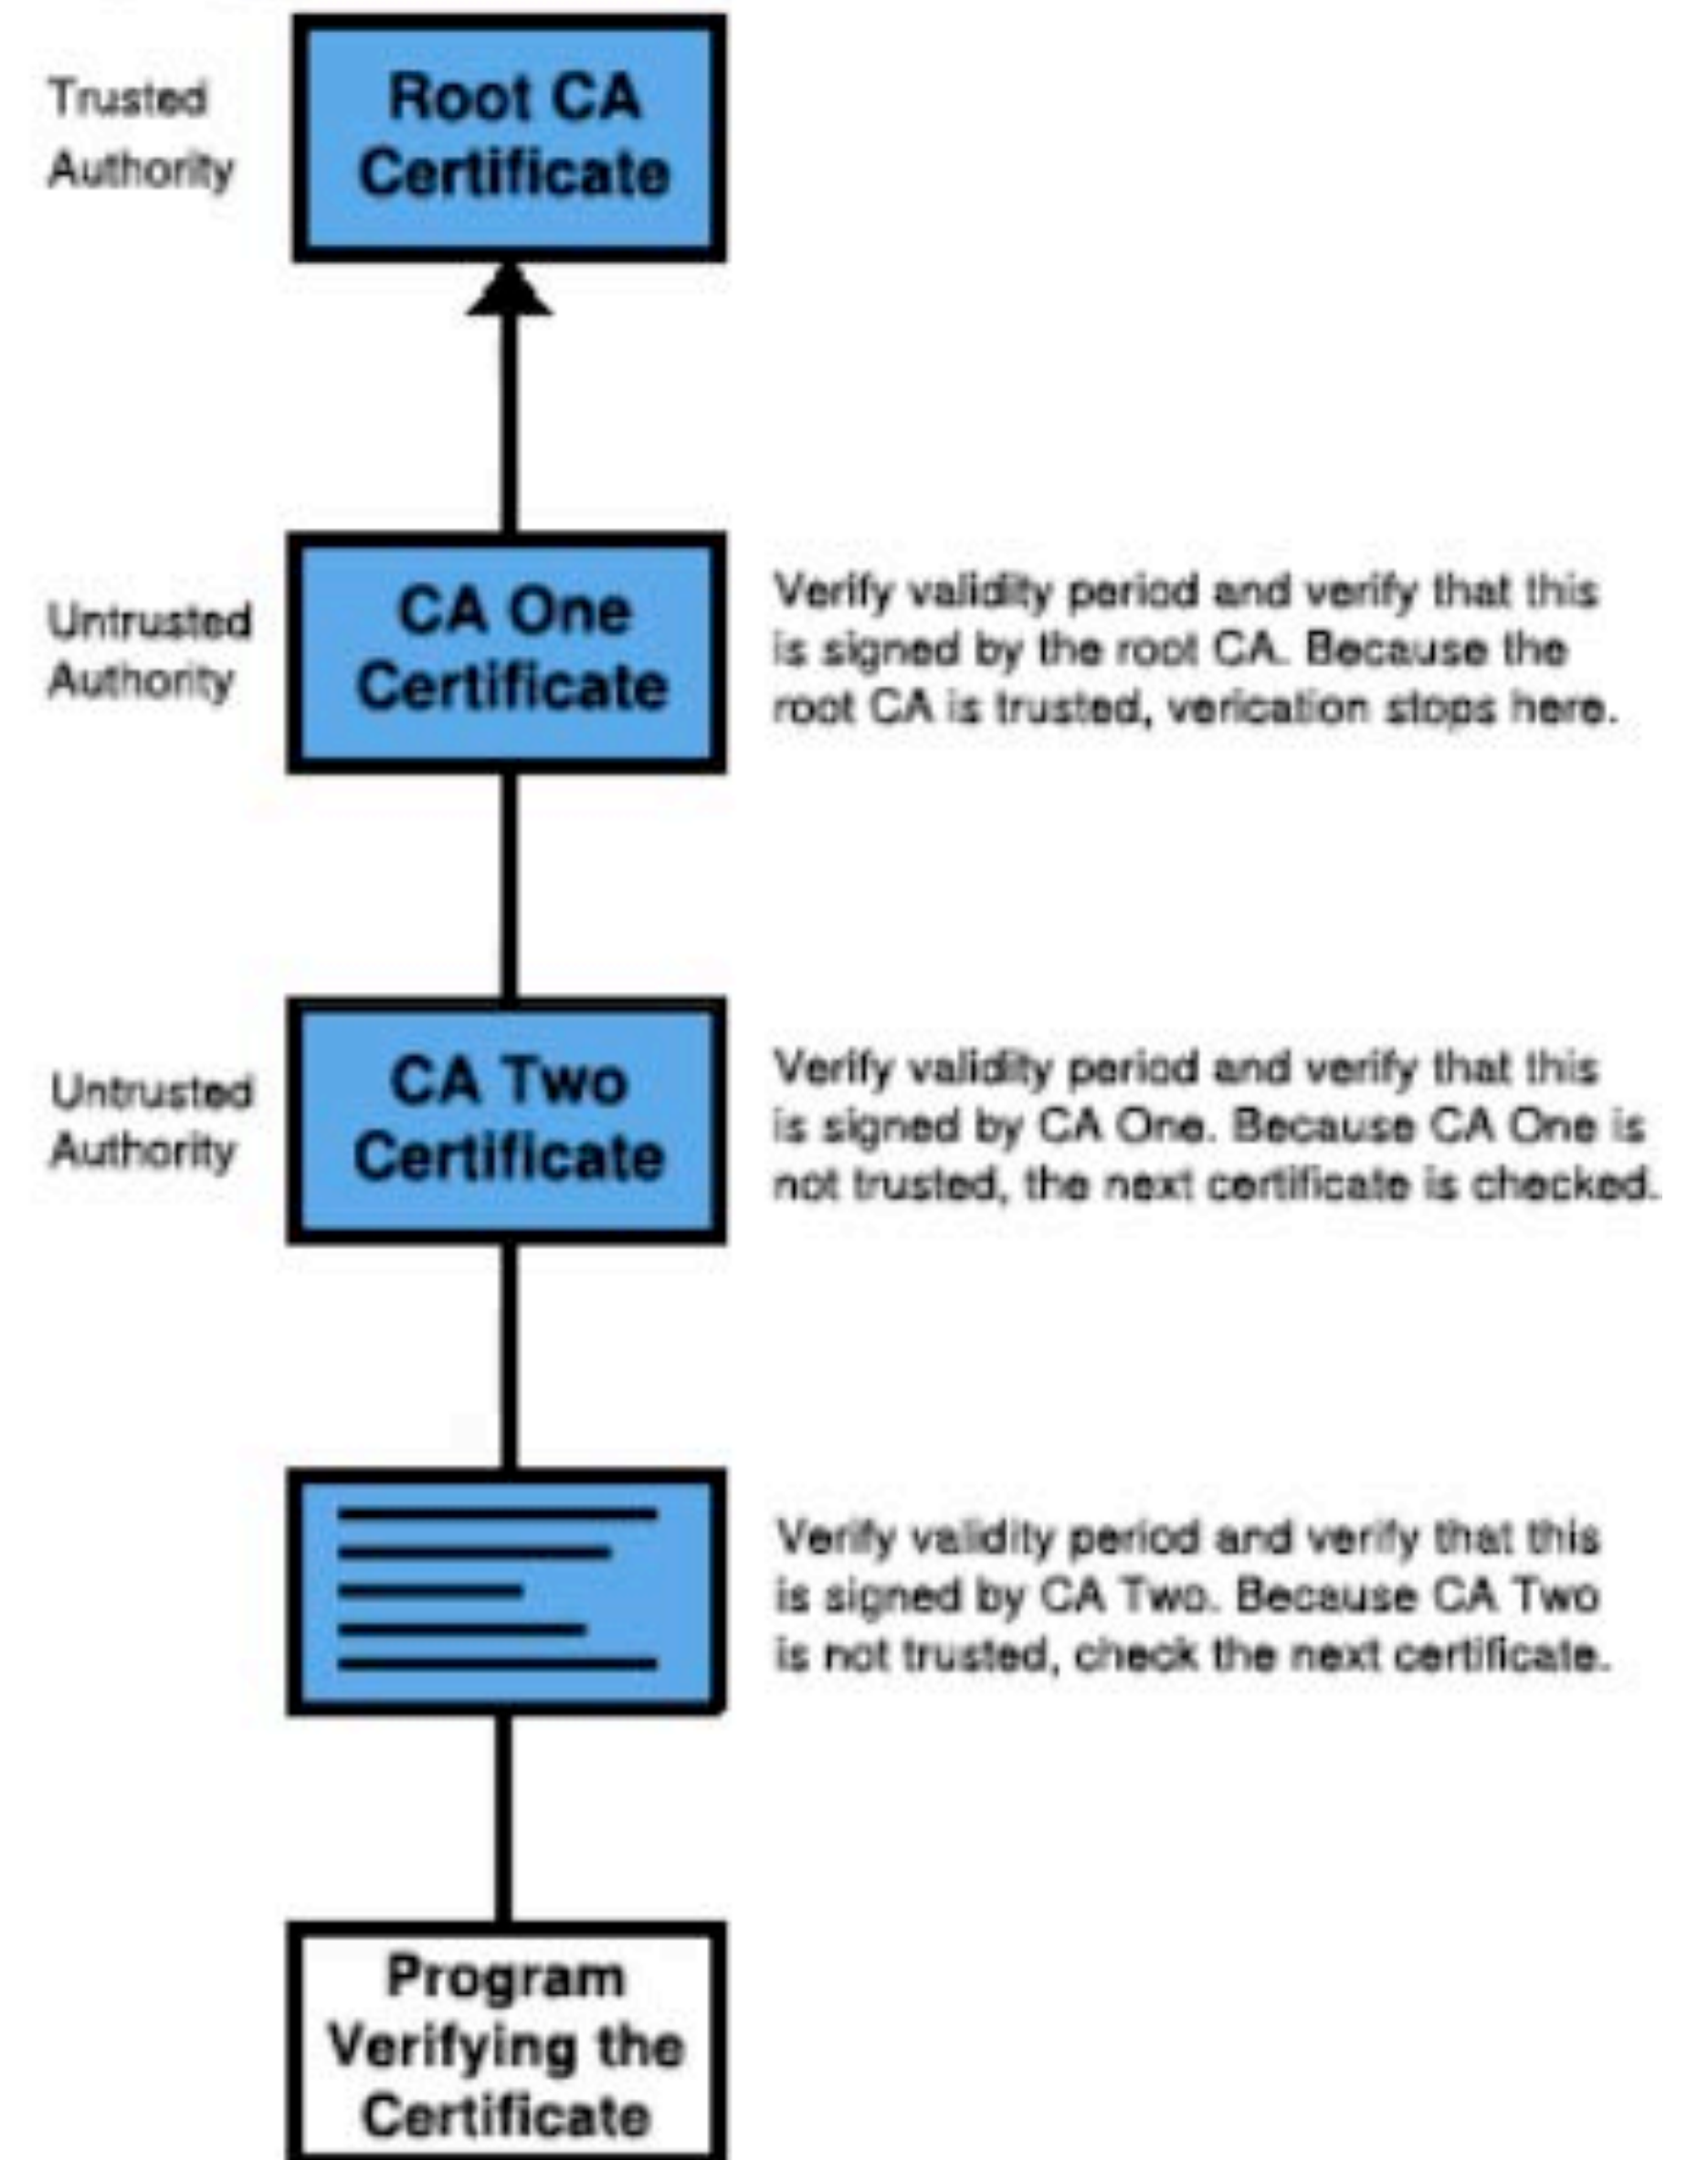 Trusted
Authority
Root CA
Certificate
Untrusted
Authority
CA One
Certificate
Verify validity period and verify that this
is signed by the root CA. Because the
root CA is trusted, verication stops here.
Untrusted
Authority
CA Two
Certificate
Verify validity period and verify that this
is signed by CA One. Because CA One is
not trusted, the next certificate is checked.
Verify validity period and verify that this
is signed by CA Two. Because CA Two
is not trusted, check the next certificate.
Program
Verifying the
Certificate